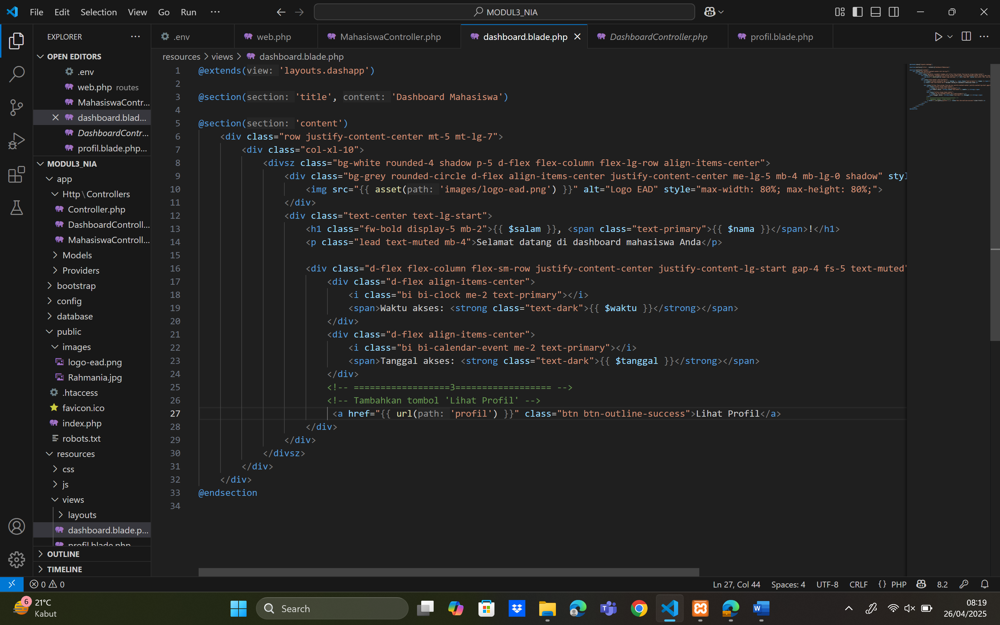 File Edit Selection View Go Run ··· MODUL3_NIA
EXPLORER ···
.env web.php MahasiswaController.php dashboard.blade.php DashboardController.php profil.blade.php
resources > views > dashboard.blade.php
OPEN EDITORS
.env
web.php routes
MahasiswaContr...
dashboard.blad...
DashboardContr...
profil.blade.php...
MODUL3_NIA
app
Http\Controllers
Controller.php
DashboardControll...
MahasiswaControll...
Models
Providers
bootstrap
config
database
public
images
logo-ead.png
Rahmania.jpg
.htaccess
favicon.ico
index.php
robots.txt
resources
css
js
views
layouts
dashboard.blade.p...
profil.blade.php
OUTLINE
TIMELINE
1 @extends(view: 'layouts.dashapp')
2
3 @section(section: 'title', content: 'Dashboard Mahasiswa')
4
5 @section(section: 'content')
6 <div class="row justify-content-center mt-5 mt-lg-7">
7 <div class="col-xl-10">
8 <divsz class="bg-white rounded-4 shadow p-5 d-flex flex-column flex-lg-row align-items-center">
9 <div class="bg-grey rounded-circle d-flex align-items-center justify-content-center me-lg-5 mb-4 mb-lg-0 shadow" styl
10 <img src="{{ asset(path: 'images/logo-ead.png') }}" alt="Logo EAD" style="max-width: 80%; max-height: 80%;">
11 </div>
12 <div class="text-center text-lg-start">
13 <h1 class="fw-bold display-5 mb-2">{{ $salam }}, <span class="text-primary">{{ $nama }}</span>!</h1>
14 <p class="lead text-muted mb-4">Selamat datang di dashboard mahasiswa Anda</p>
15
16 <div class="d-flex flex-column flex-sm-row justify-content-center justify-content-lg-start gap-4 fs-5 text-muted"
17 <div class="d-flex align-items-center">
18 <i class="bi bi-clock me-2 text-primary"></i>
19 <span>Waktu akses: <strong class="text-dark">{{ $waktu }}</strong></span>
20 </div>
21 <div class="d-flex align-items-center">
22 <i class="bi bi-calendar-event me-2 text-primary"></i>
23 <span>Tanggal akses: <strong class="text-dark">{{ $tanggal }}</strong></span>
24 </div>
25 <!-- ==================3================== -->
26 <!-- Tambahkan tombol 'Lihat Profil' -->
27 <a href="{{ url(path: 'profil') }}" class="btn btn-outline-success">Lihat Profil</a>
28 </div>
29 </div>
30 </divsz>
31 </div>
32 </div>
33 @endsection
34
0 0 Ln 27, Col 44 Spaces: 4 UTF-8 CRLF {} PHP 8.2
6 21°C
Kabut
Search
08:19
26/04/2025